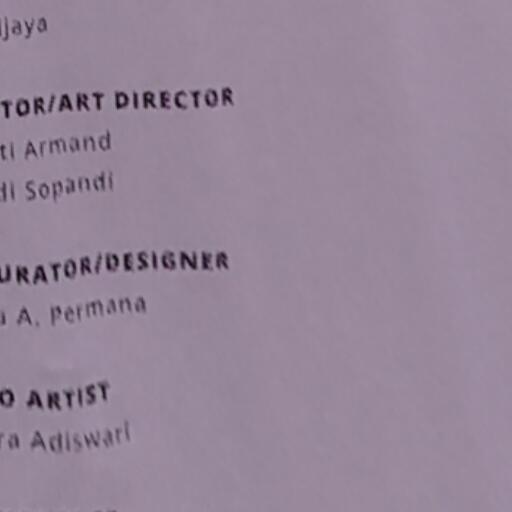 ijaya
TOR/ART DIRECTOR
ti Armand
di Sopandi
URATOR/DESIGNER
A. Permana
O ARTIST
ra Adiswari